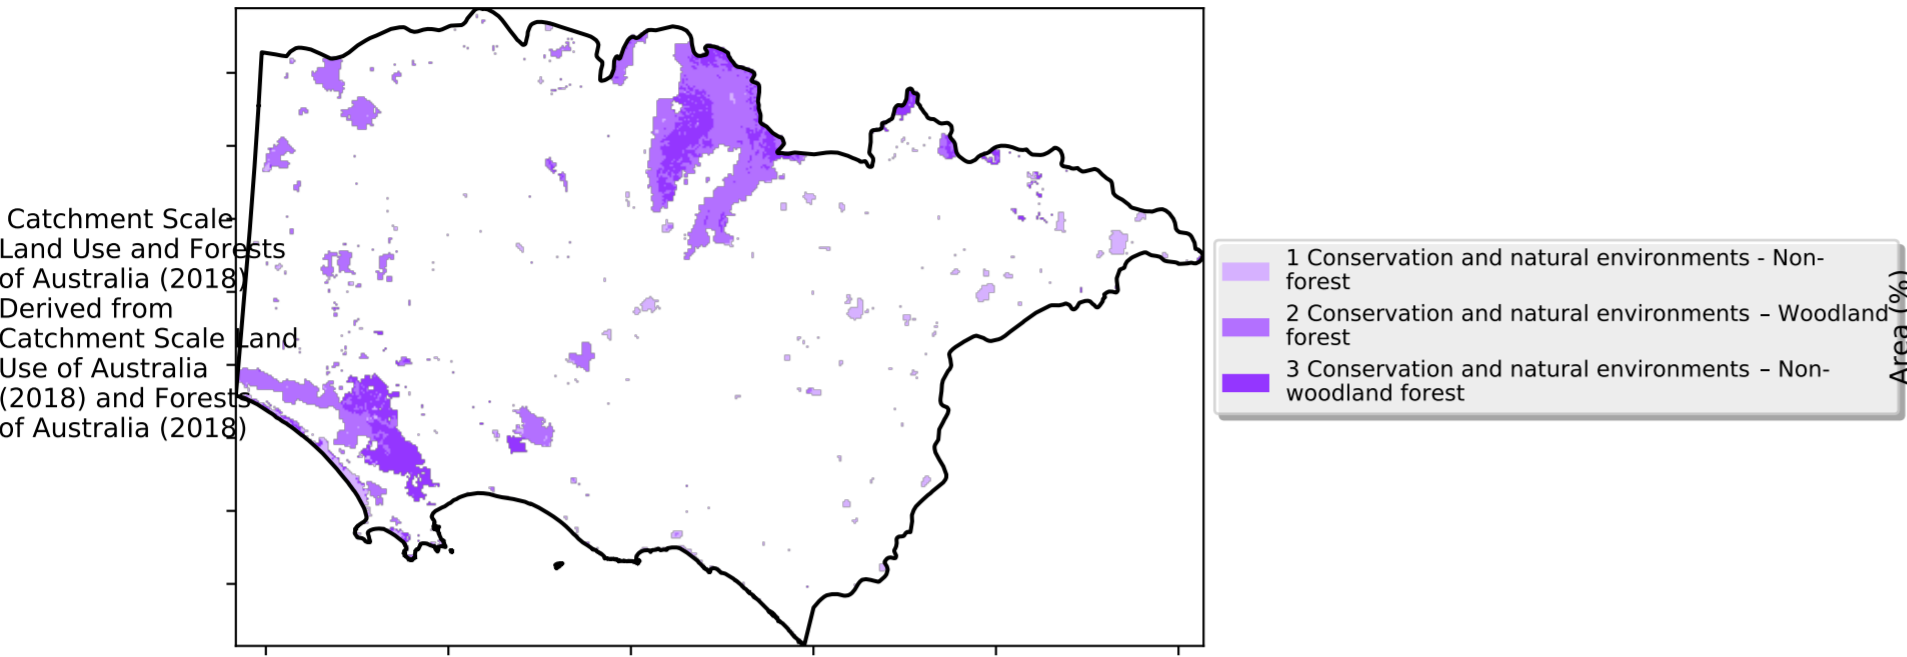 Catchment Scale
Land Use and Forests
of Australia (2018)
Derived from
Catchment Scale Land
Use of Australia
(2018) and Forests
of Australia (2018)
1 Conservation and natural environments - Non-
forest
2 Conservation and natural environments – Woodland
forest
3 Conservation and natural environments – Non-
woodland forest
Area (%)